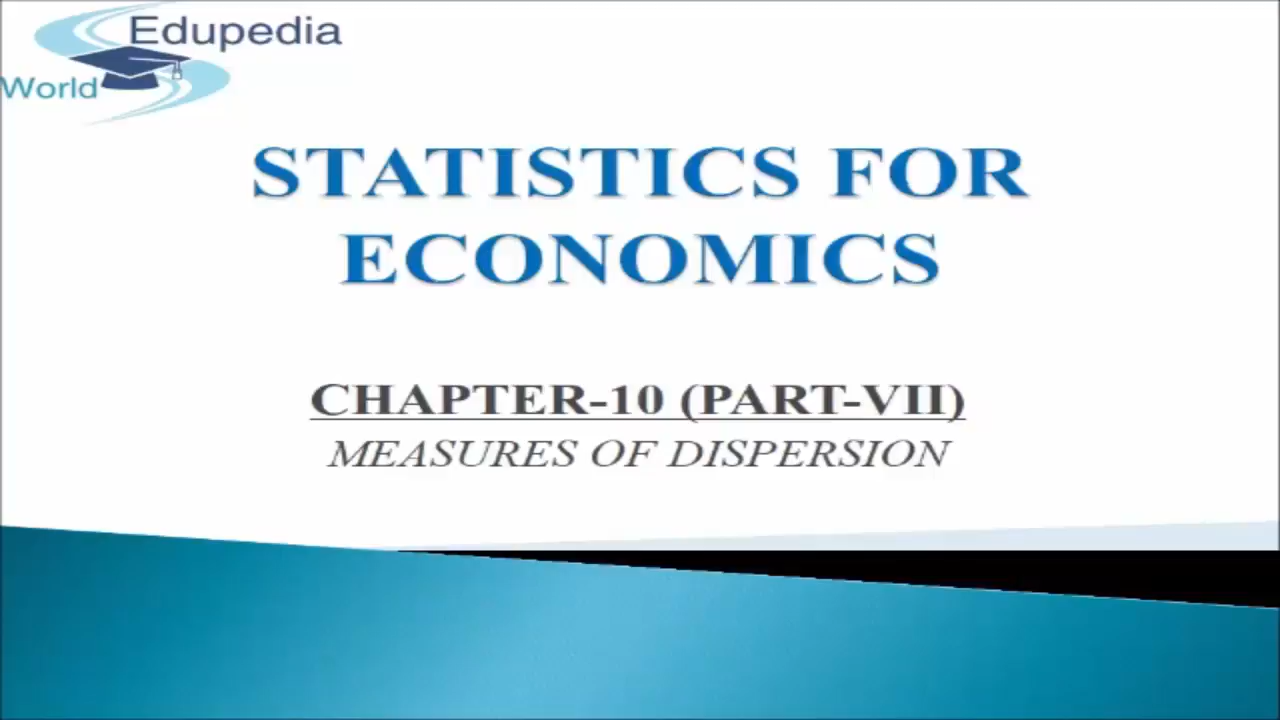 Edupedia
World
STATISTICS FOR
ECONOMICS
CHAPTER-10 (PART-VII)
MEASURES OF DISPERSION